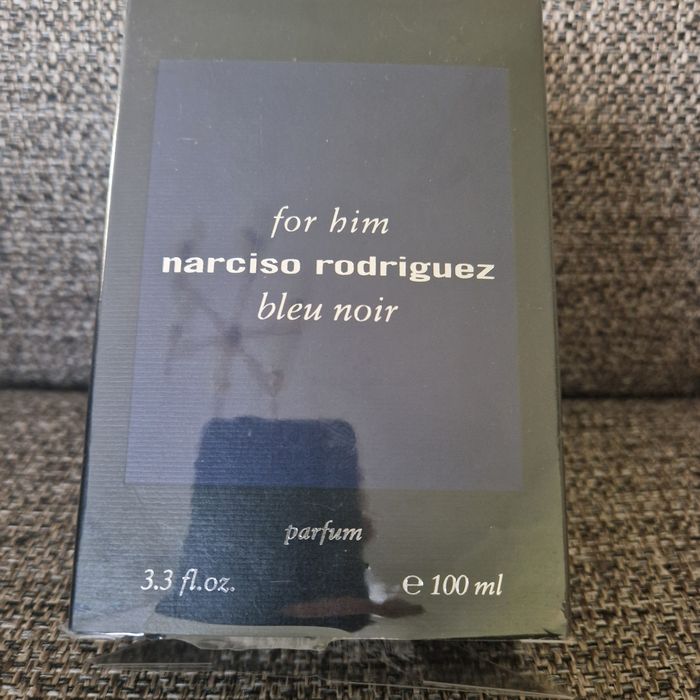 for him
narciso rodriguez
bleu noir
parfum
3.3 fl.oz. ℮ 100 ml